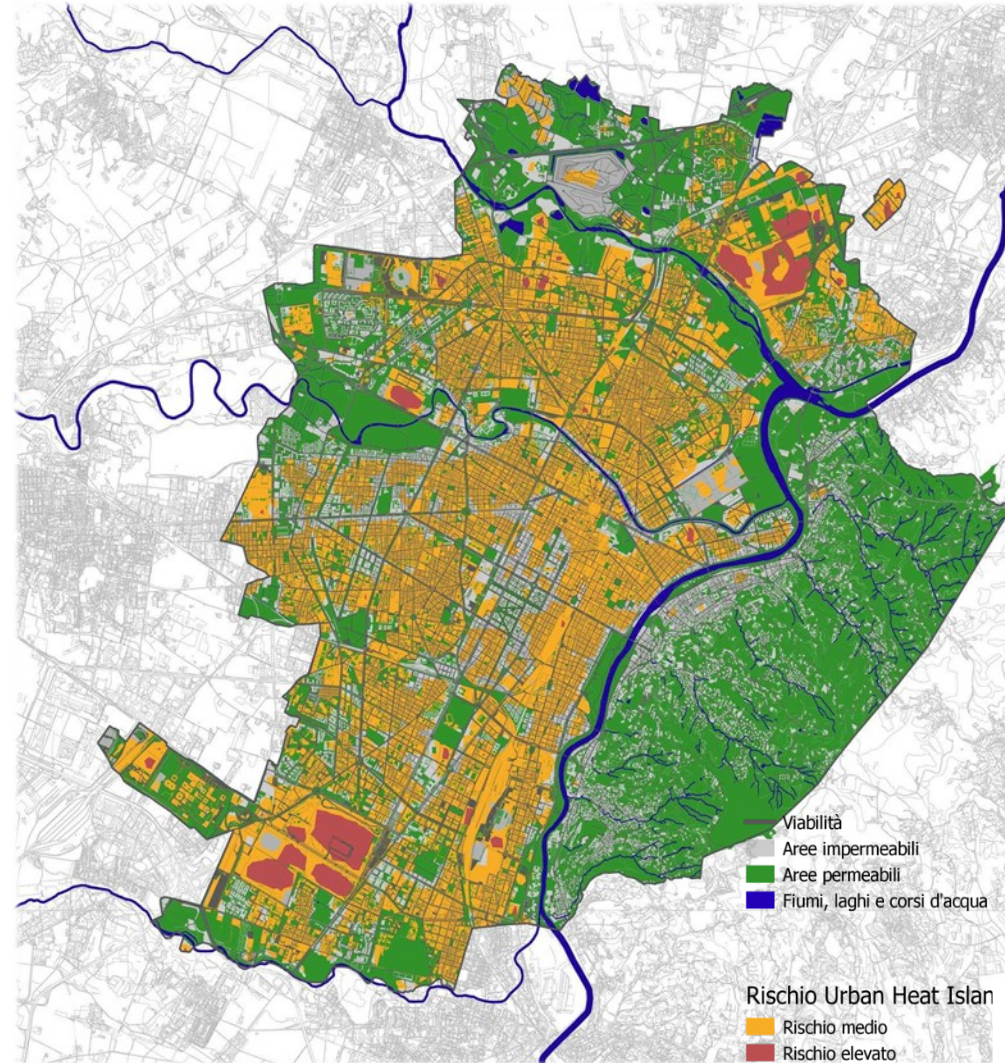 Viabilità
Aree impermeabili
Aree permeabili
Fiumi, laghi e corsi d'acqua
Rischio Urban Heat Islan
Rischio medio
Rischio elevato